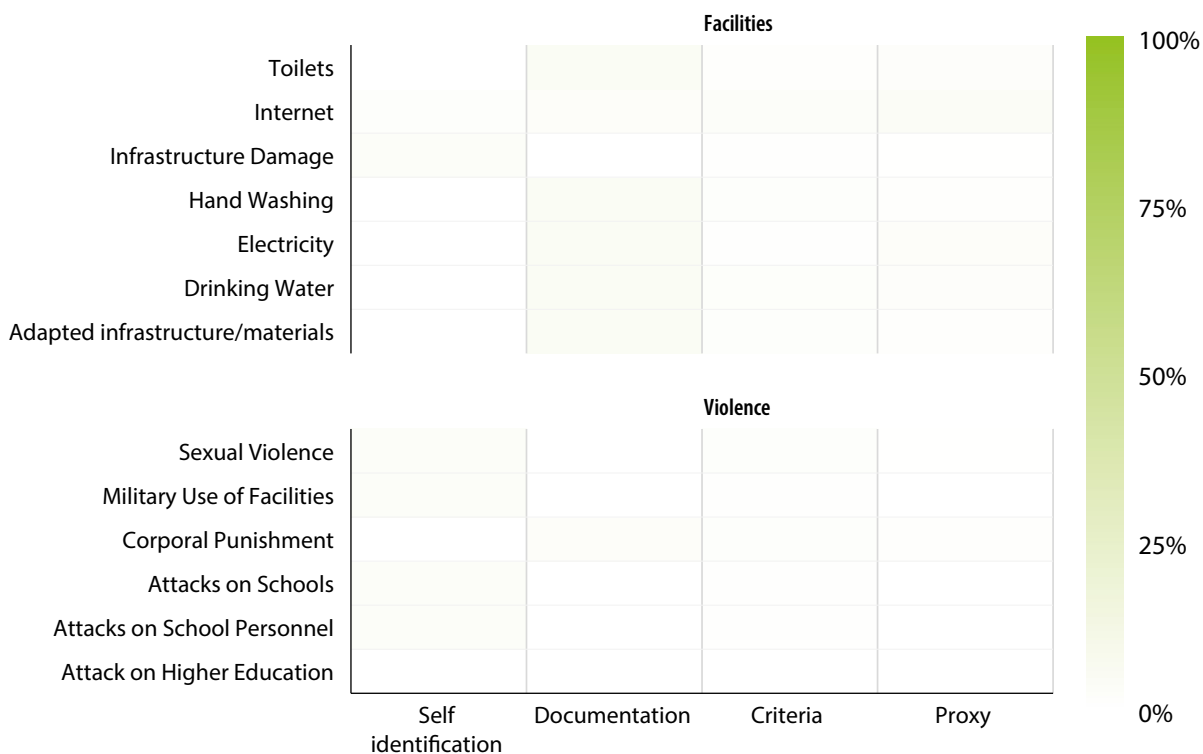 Facilities
Toilets
Internet
Infrastructure Damage
Hand Washing
Electricity
Drinking Water
Adapted infrastructure/materials
Violence
Sexual Violence
Military Use of Facilities
Corporal Punishment
Attacks on Schools
Attacks on School Personnel
Attack on Higher Education
Self
identification
Documentation
Criteria
Proxy
100%
75%
50%
25%
0%